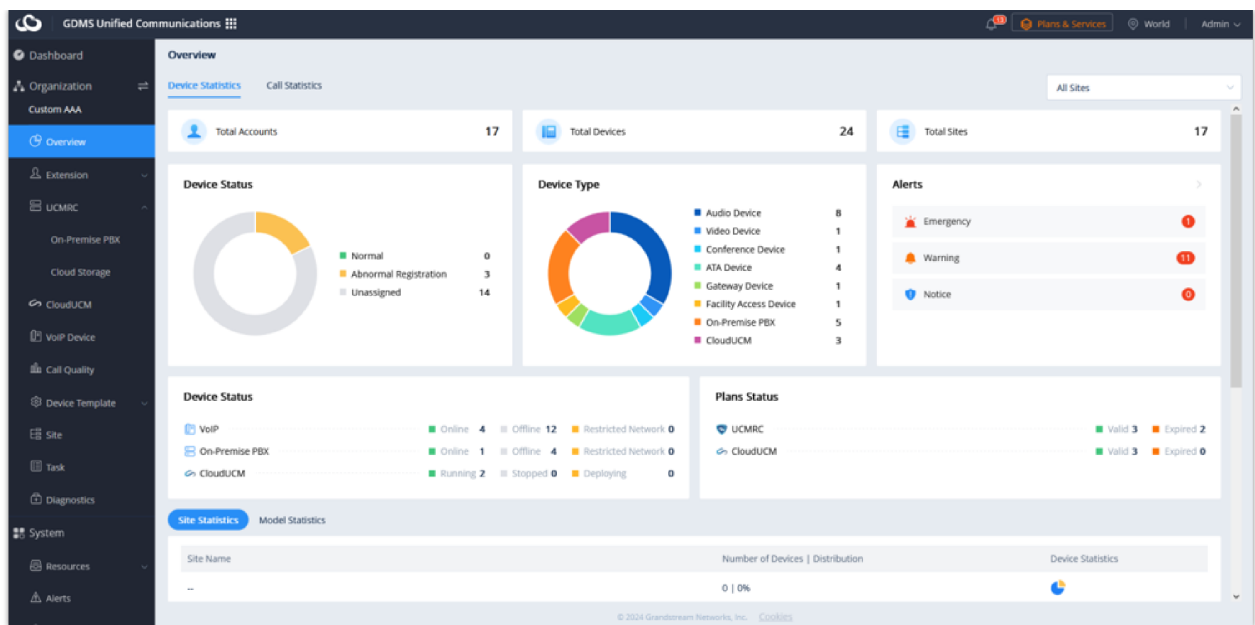 GDMS Unified Communications
13
Plans & Services
World
Admin
Dashboard
Organization
Custom AAA
Overview
Extension
UCMRC
On-Premise PBX
Cloud Storage
CloudUCM
VoIP Device
Call Quality
Device Template
Site
Task
Diagnostics
System
Resources
Alerts
Overview
Device Statistics Call Statistics
All Sites
Total Accounts 17
Total Devices 24
Total Sites 17
Device Status
Normal 0
Abnormal Registration 3
Unassigned 14
Device Type
Audio Device 8
Video Device 1
Conference Device 1
ATA Device 4
Gateway Device 1
Facility Access Device 1
On-Premise PBX 5
CloudUCM 3
Alerts
Emergency 1
Warning 11
Notice 0
Device Status
VoIP Online 4 Offline 12 Restricted Network 0
On-Premise PBX Online 1 Offline 4 Restricted Network 0
CloudUCM Running 2 Stopped 0 Deploying 0
Plans Status
UCMRC Valid 3 Expired 2
CloudUCM Valid 3 Expired 0
Site Statistics Model Statistics
Site Name Number of Devices | Distribution Device Statistics
-- 0 | 0%
© 2024 Grandstream Networks, Inc. Cookies